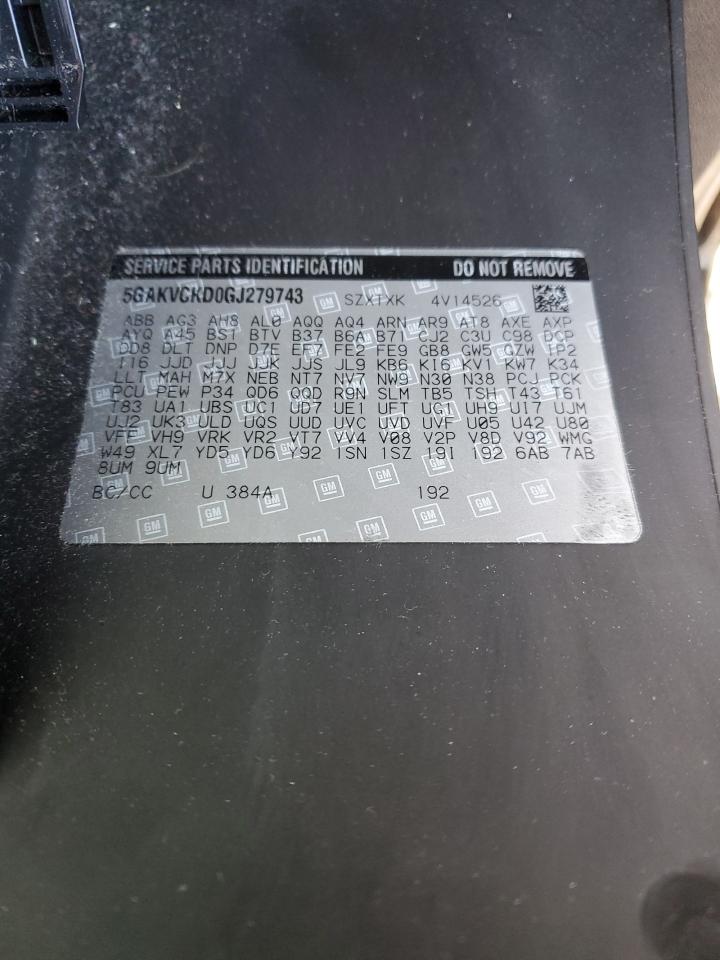 SERVICE PARTS IDENTIFICATION DO NOT REMOVE
5GAKVCKD0GJ279743 SZXTXK 4V14526
ABB AG3 AH8 AL0 AQQ AQ4 ARN AR9 AT8 AXE AXP
AYQ A45 BS1 BTV B37 B6A B71 CJ2 C3U C98 DCP
DD8 DLT DNP D7E EF7 FE2 FE9 GB8 GW5 GZW IP2
I16 JJD JJJ JJK JJS JL9 KB6 KI6 KV1 KW7 K34
LLT MAH M7X NEB NT7 NV7 NW9 N30 N38 PCJ PCK
PCU PEW P34 QD6 QQD R9N SLM TB5 TSH T43 T61
T83 UA1 UBS UC1 UD7 UE1 UFT UG1 UH9 UI7 UJM
UJ2 UK3 ULD UQS UUD UVC UVD UVF U05 U42 U80
VFF VH9 VRK VR2 VT7 VV4 V08 V2P V8D V92 WMG
W49 XL7 YD5 YD6 Y92 1SN 1SZ 19I 192 6AB 7AB
8UM 9UM
BC/CC U 384A 192